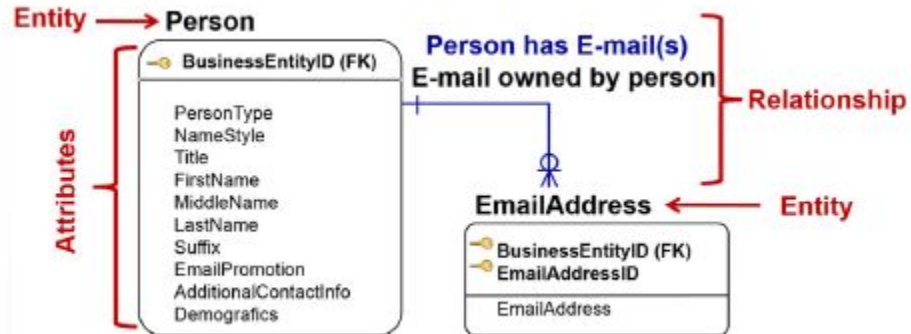 Entity
Person
BusinessEntityID (FK)
PersonType
NameStyle
Title
FirstName
MiddleName
LastName
Suffix
EmailPromotion
AdditionalContactInfo
Demografics
Attributes
Person has E-mail(s)
E-mail owned by person
Relationship
EmailAddress
Entity
BusinessEntityID (FK)
EmailAddressID
EmailAddress